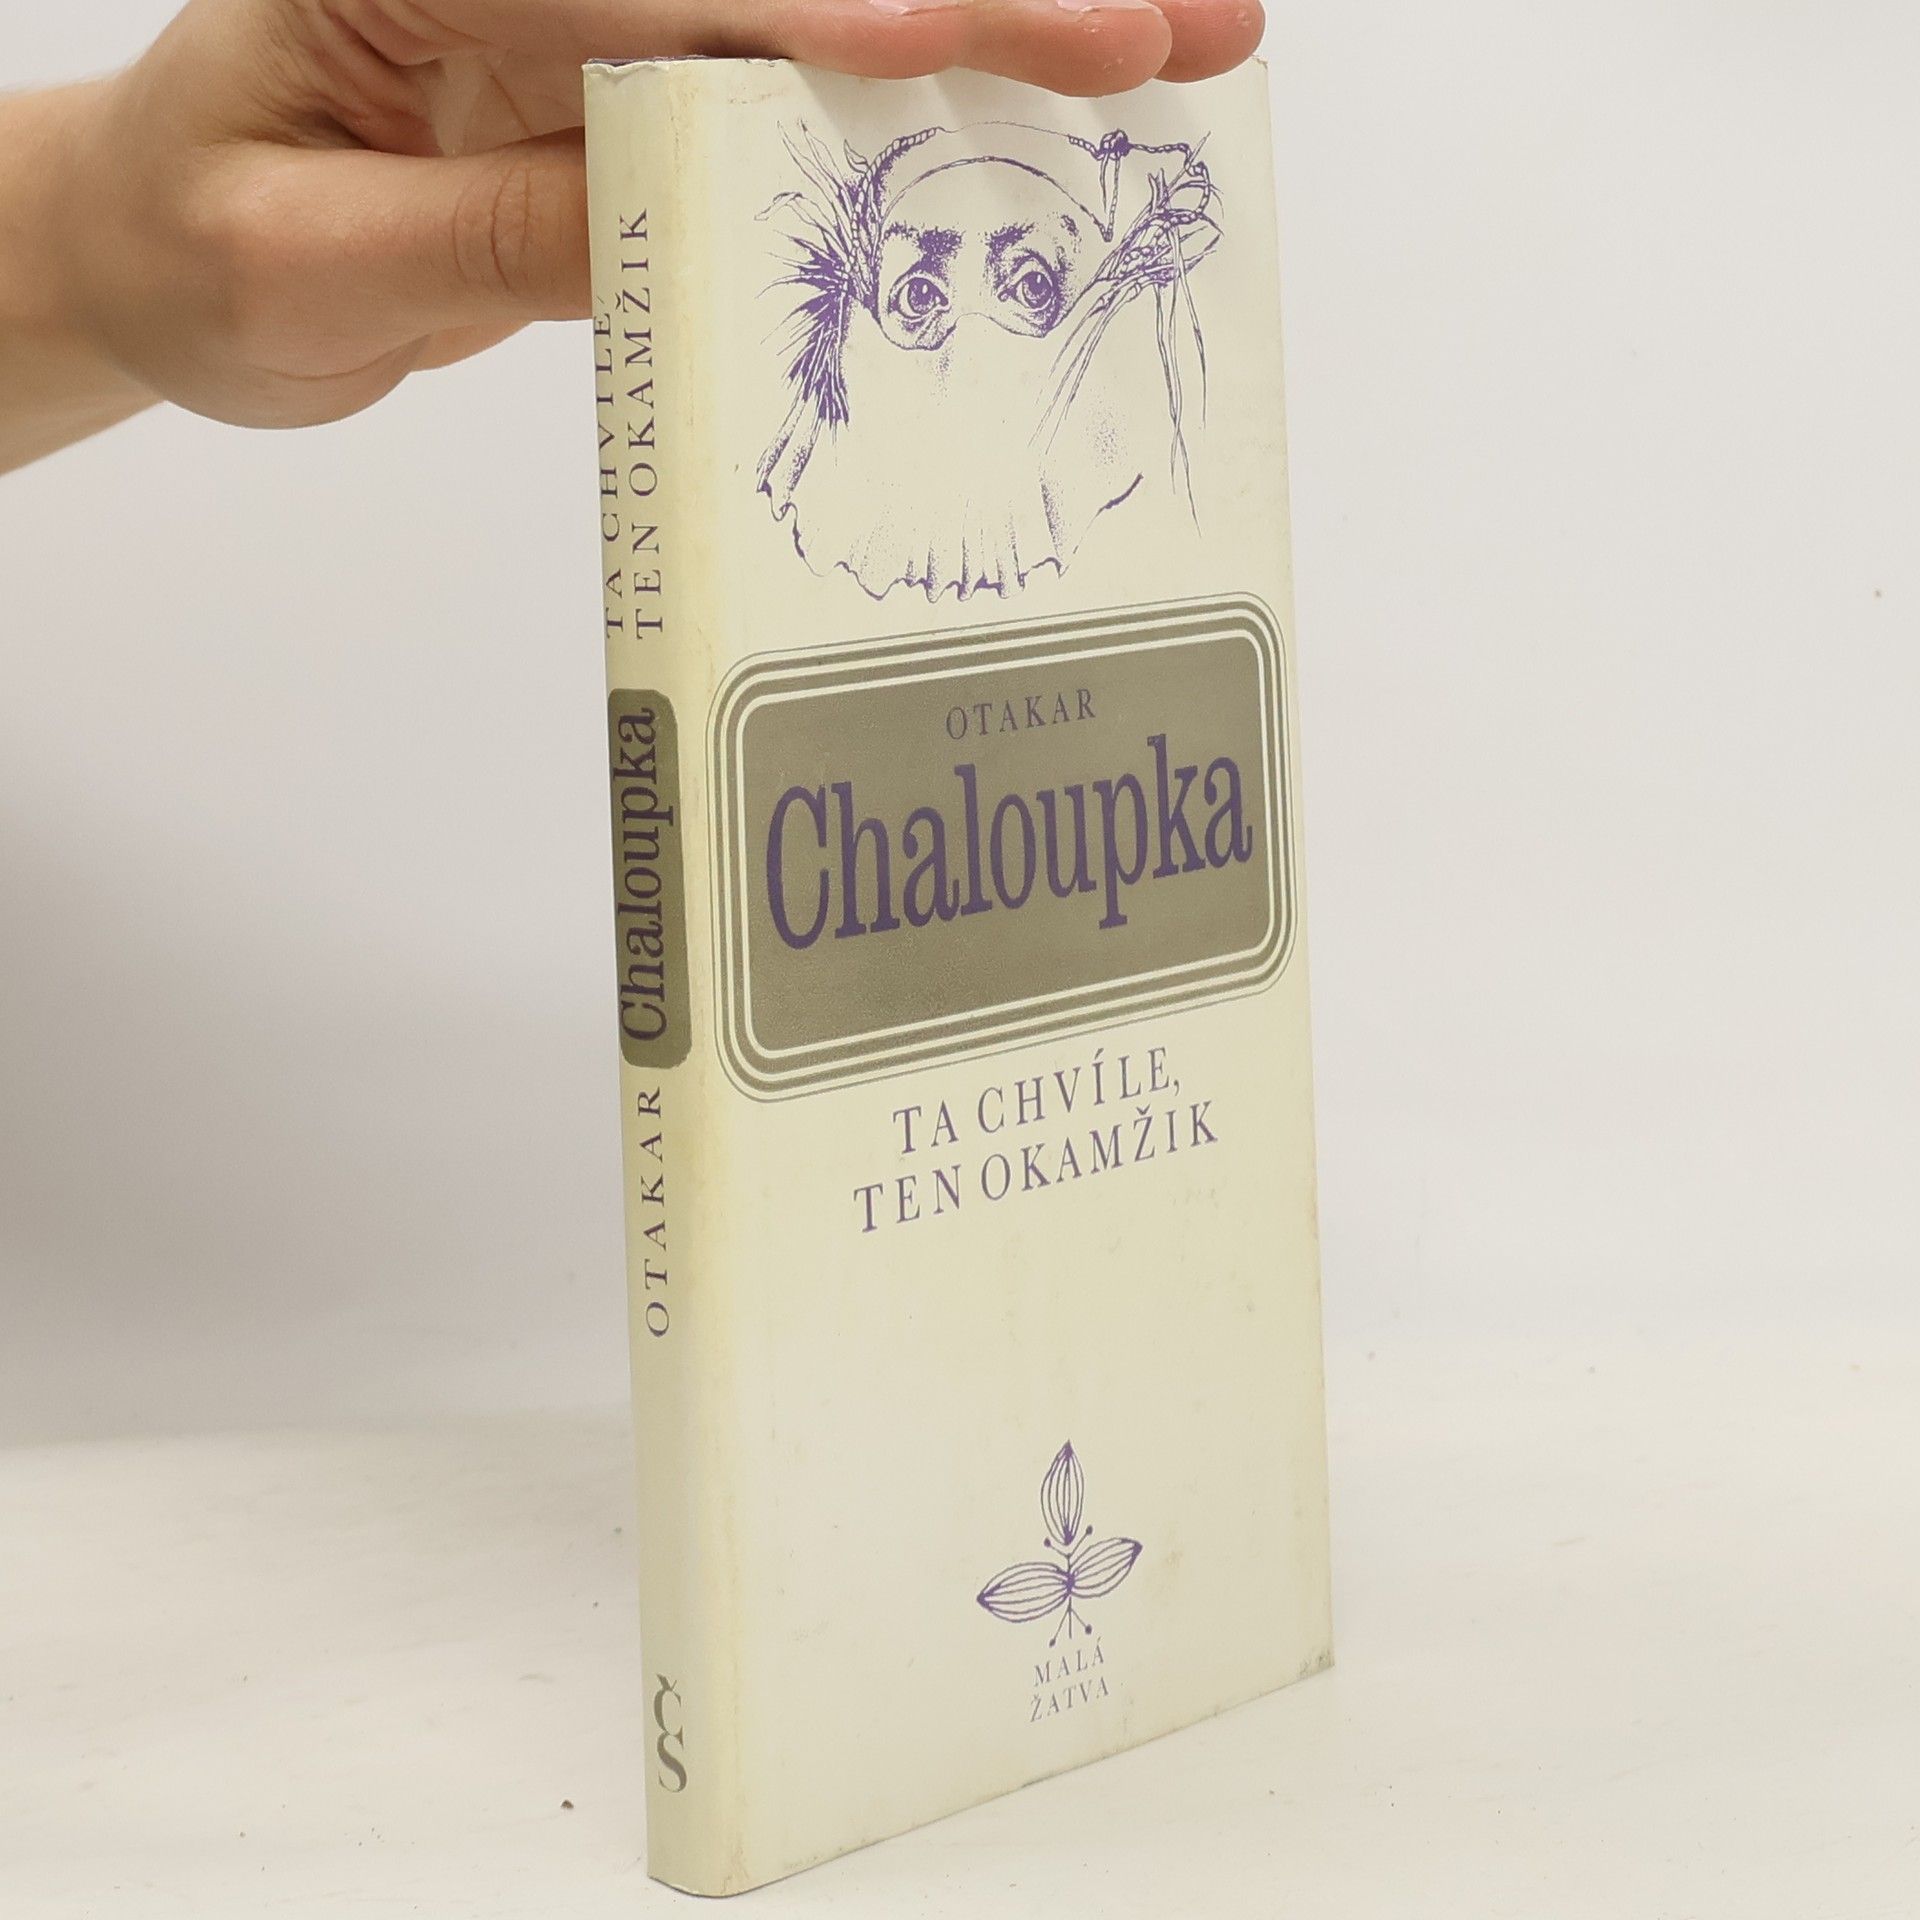 TA CHVÍLE,
TEN OKAMŽIK
OTAKAR Chaloupka
ČS
OTAKAR
Chaloupka
TA CHVÍLE,
TEN OKAMŽIK
MALÁ
ŽATVA